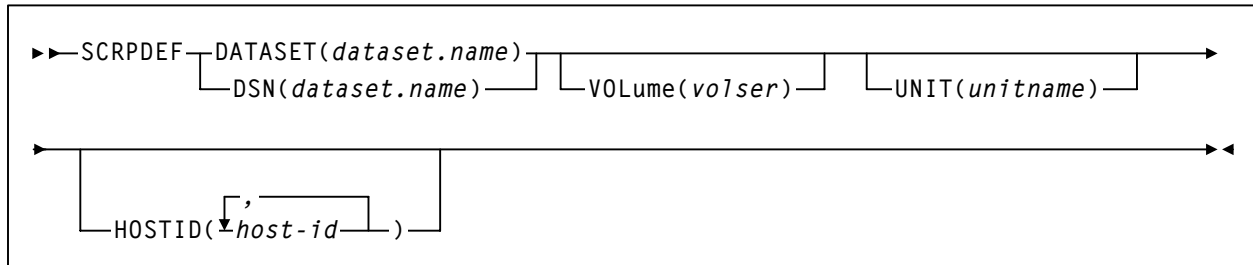 SCRPDEF DATASET(dataset.name)
DSN(dataset.name) VOLume(volser) UNIT(unitname)
,
HOSTID(host-id)